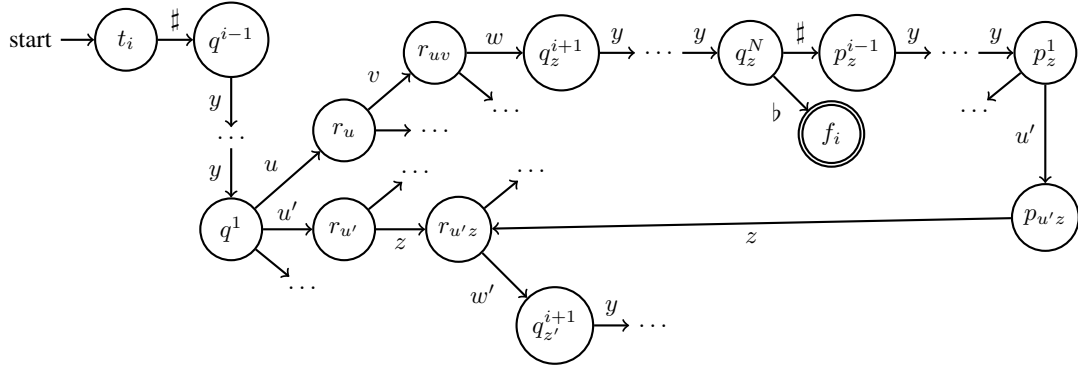 start t_i ♯ q^{i−1} r_{uv} w q_z^{i+1} y ⋯ y q_z^N ♯ p_z^{i−1} y ⋯ y p_z^1
y v ⋯ ♭ f_i ⋯
⋯ r_u ⋯ u′
y u ⋯ ⋯
q^1 u′ r_{u′} z r_{u′z} z p_{u′z}
⋯ w′
q_{z′}^{i+1} y ⋯